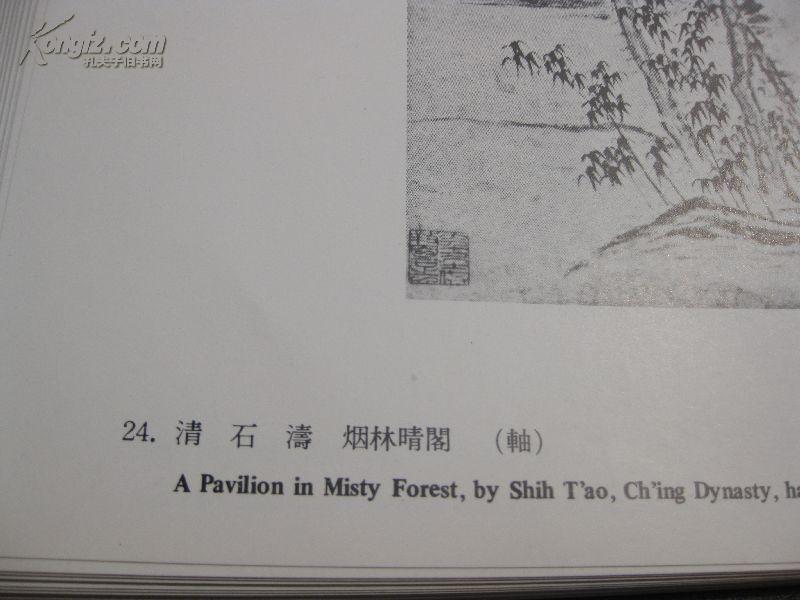 Kongfz.com
孔夫子旧书网
24. 清 石 濤 烟林晴閣 (軸)
A Pavilion in Misty Forest, by Shih T'ao, Ch'ing Dynasty, ha